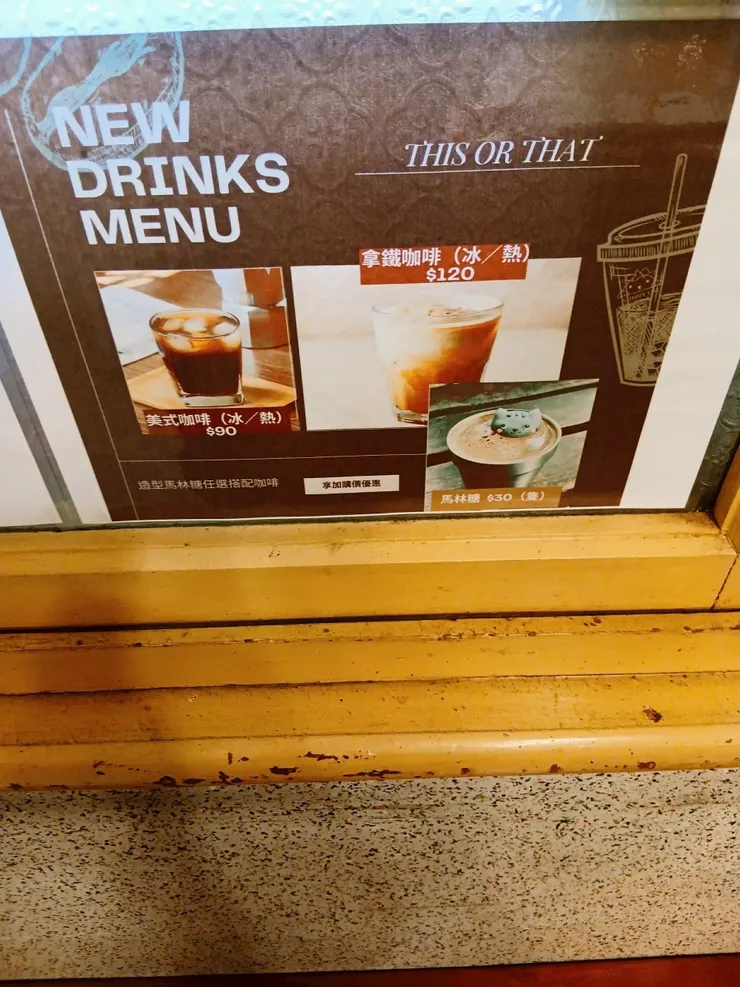 NEW
DRINKS
MENU
THIS OR THAT
拿鐵咖啡（冰／熱）
$120
美式咖啡（冰／熱）
$90
造型馬林糖任選搭配咖啡
享加購價優惠
馬林糖 $30（隻）